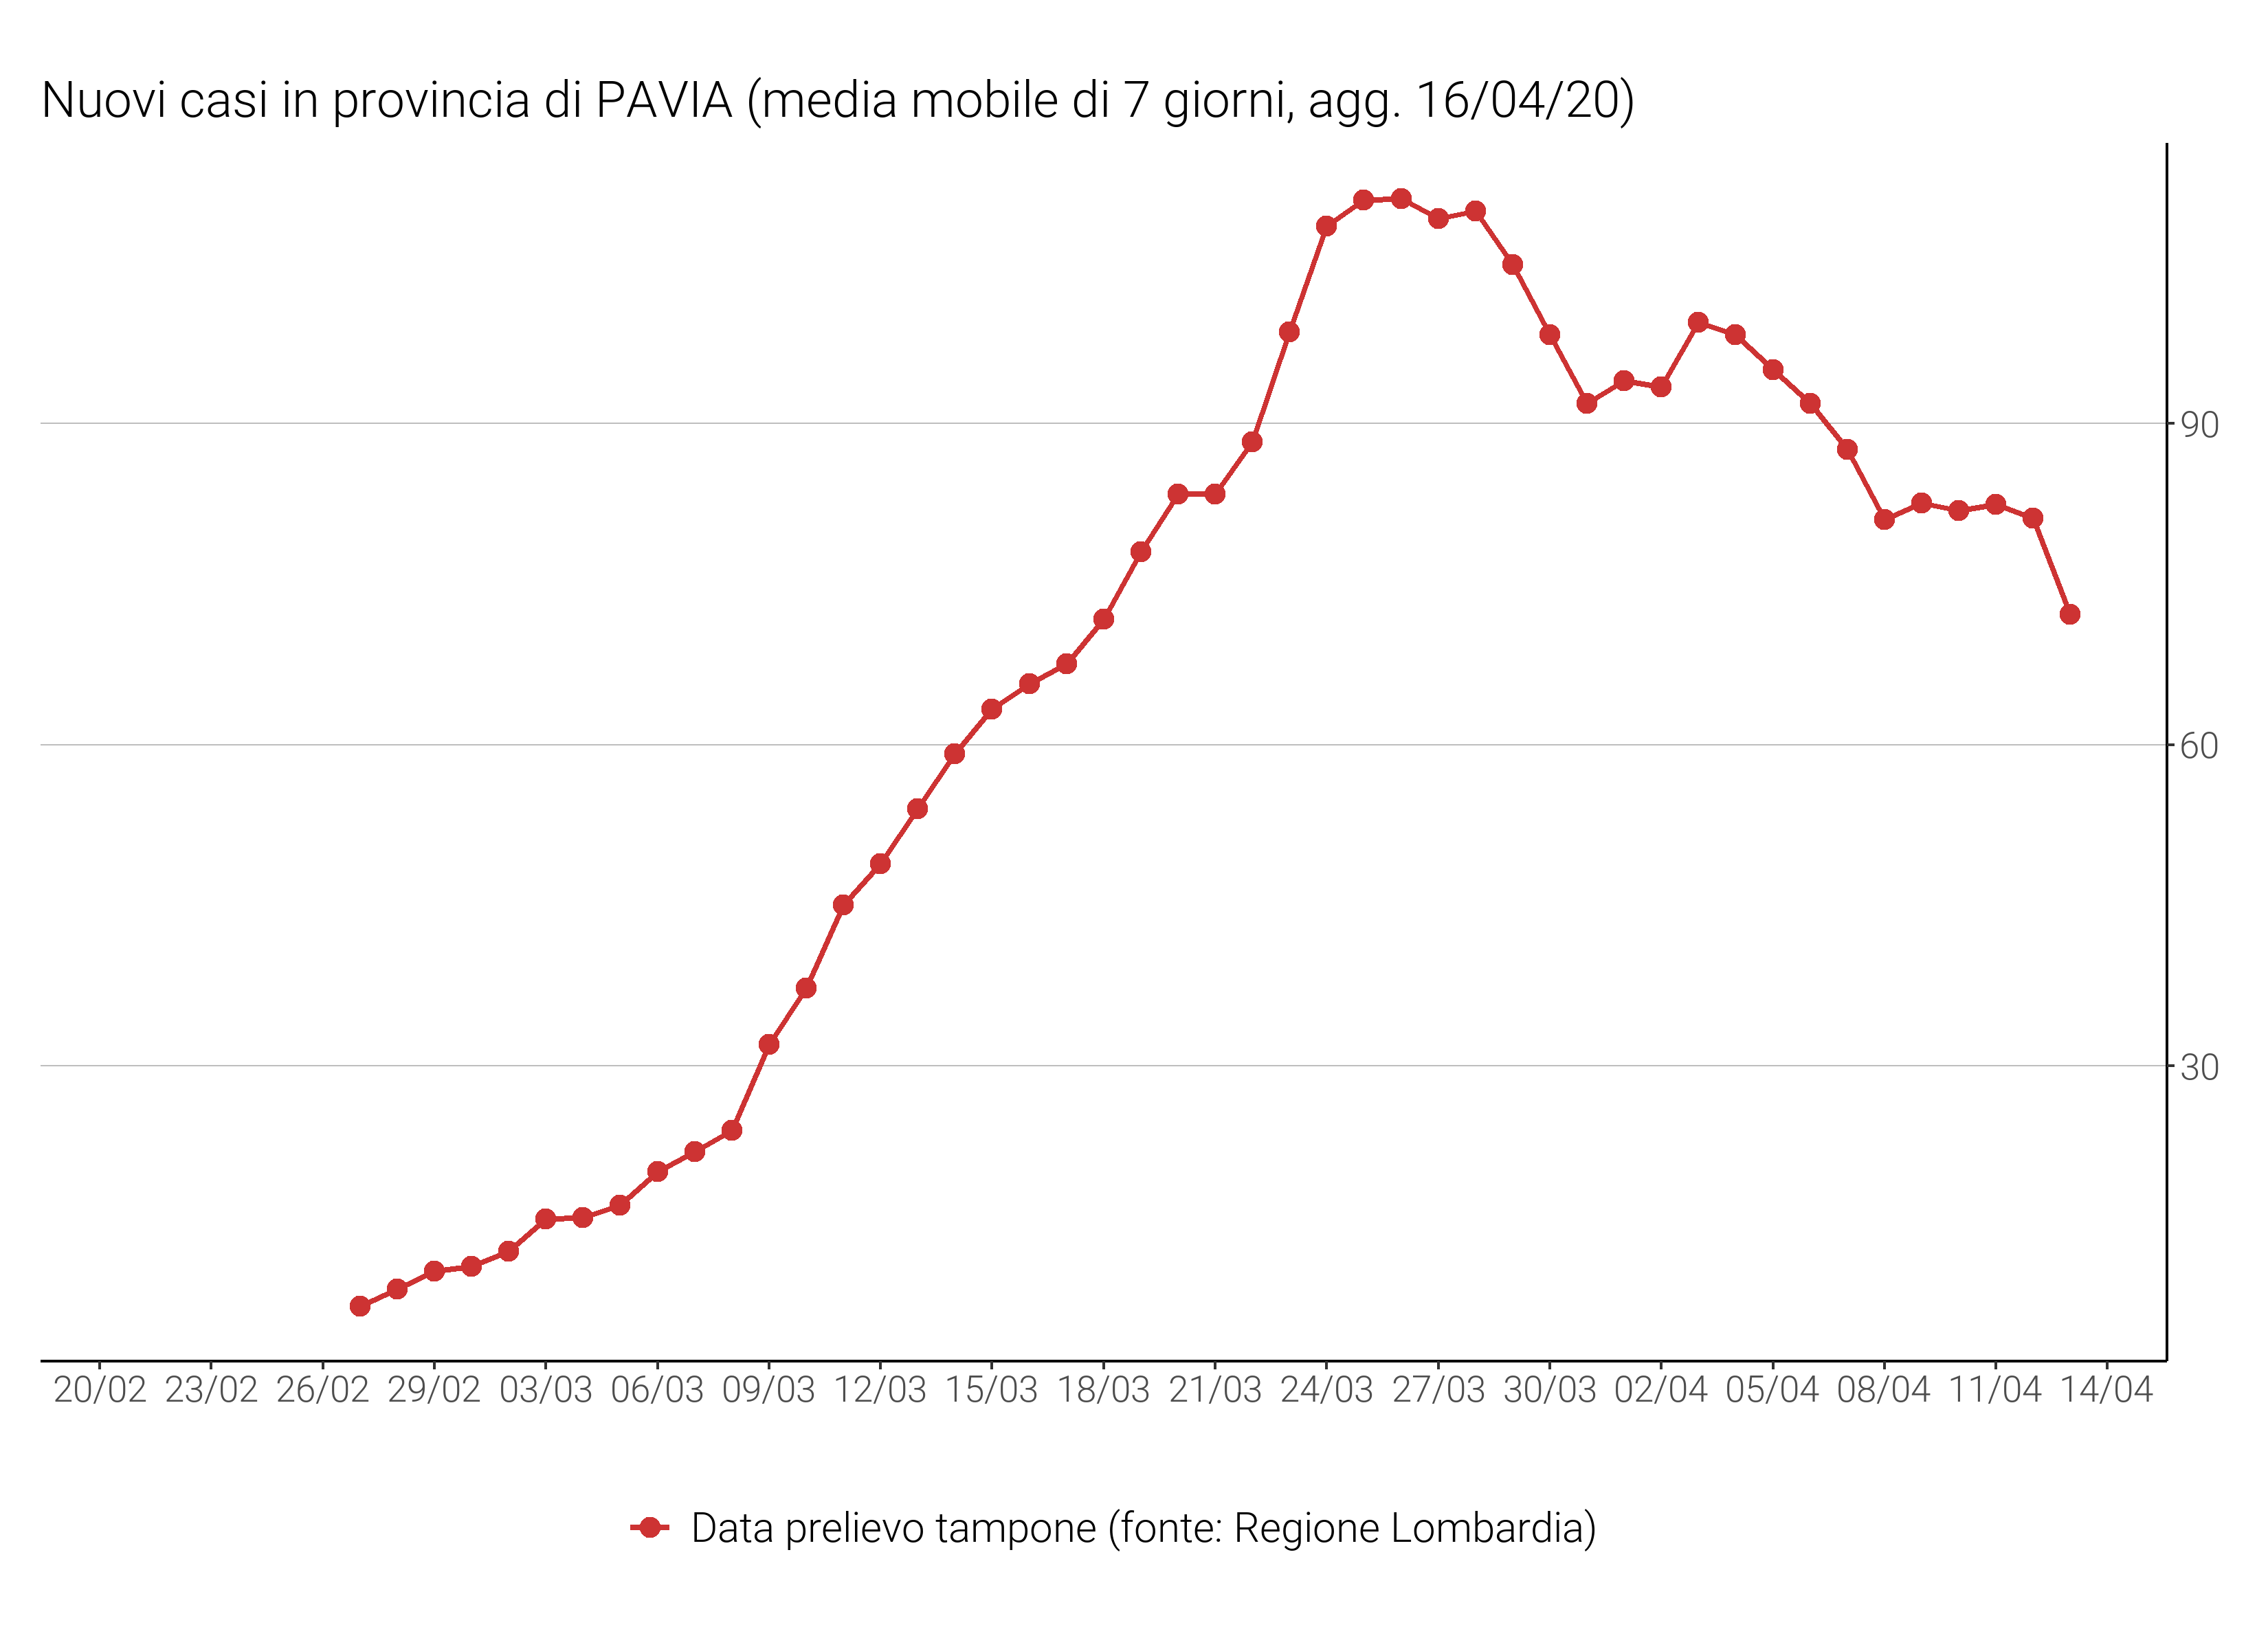 Nuovi casi in provincia di PAVIA (media mobile di 7 giorni, agg. 16/04/20)
90
60
30
20/02 23/02 26/02 29/02 03/03 06/03 09/03 12/03 15/03 18/03 21/03 24/03 27/03 30/03 02/04 05/04 08/04 11/04 14/04
Data prelievo tampone (fonte: Regione Lombardia)